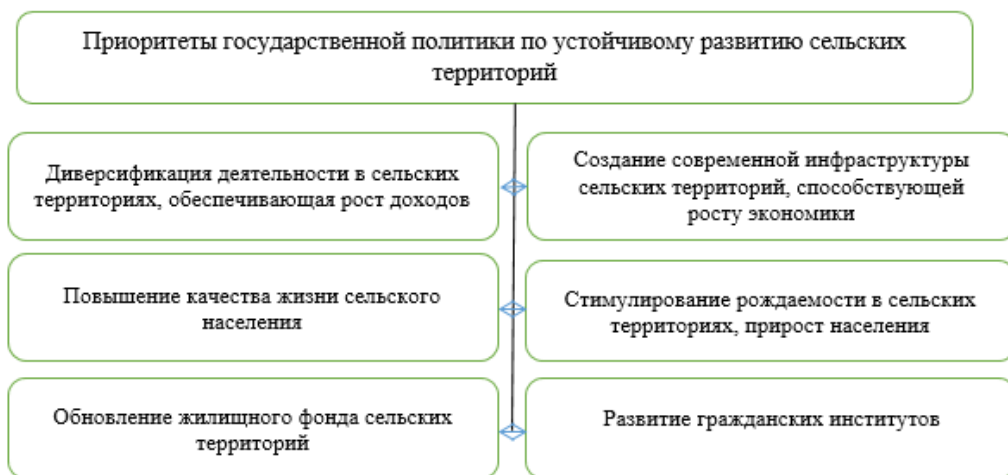 Приоритеты государственной политики по устойчивому развитию сельских
территорий
Диверсификация деятельности в сельских
территориях, обеспечивающая рост доходов
Создание современной инфраструктуры
сельских территорий, способствующей
росту экономики
Повышение качества жизни сельского
населения
Стимулирование рождаемости в сельских
территориях, прирост населения
Обновление жилищного фонда сельских
территорий
Развитие гражданских институтов